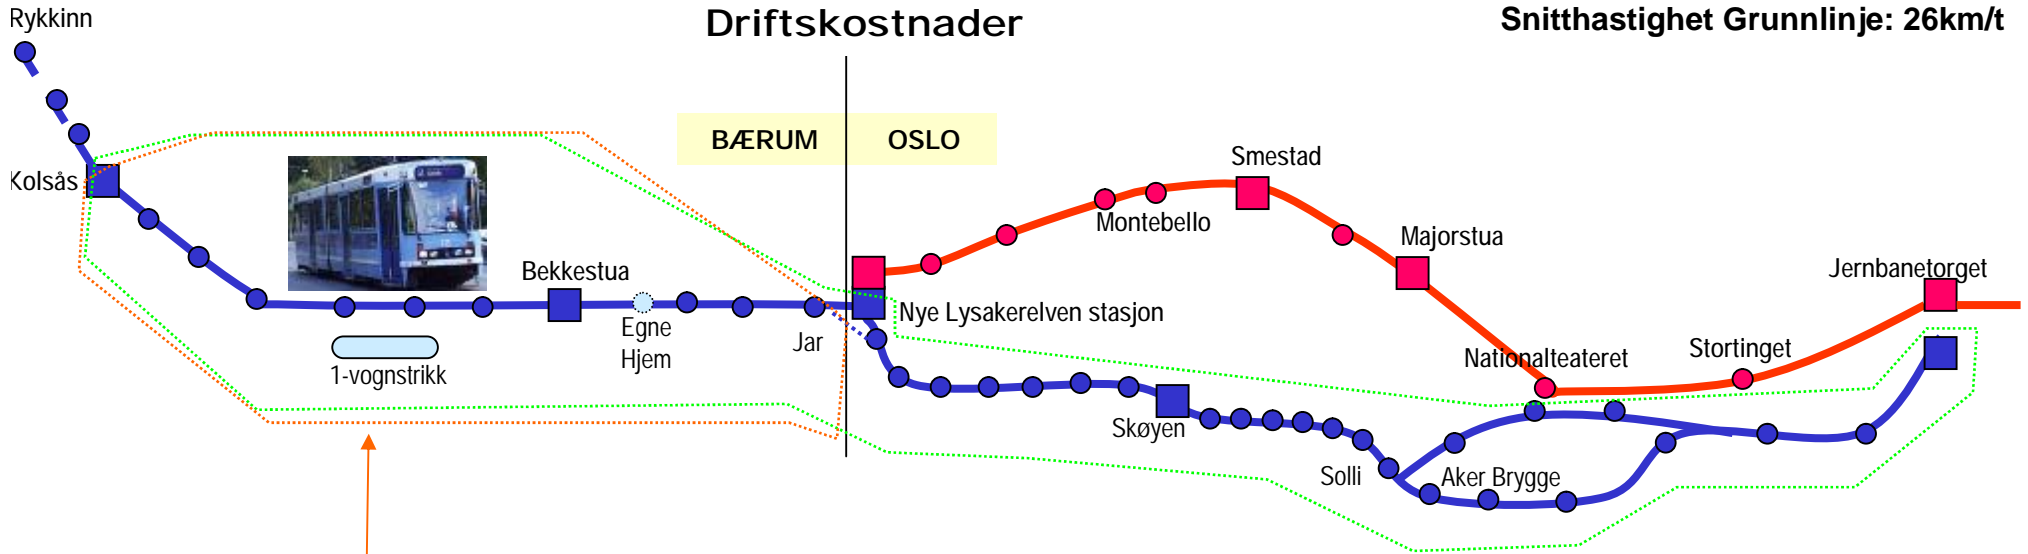 Rykkinn
Driftskostnader
Snitthastighet Grunnlinje: 26km/t
BÆRUM
OSLO
Smestad
Kolsås
Montebello
Majorstua
Bekkestua
Jernbanetorget
Nye Lysakerelven stasjon
Egne
Hjem
Jar
1-vognstrikk
Nationalteateret
Stortinget
Skøyen
Solli
Aker Brygge